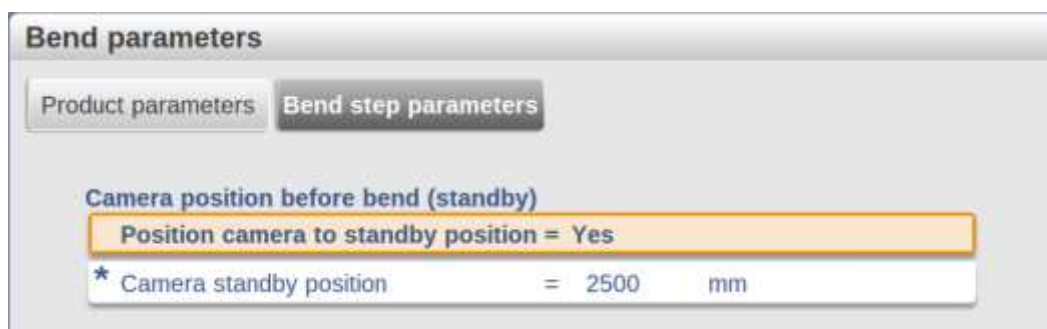 Bend parameters
Product parameters Bend step parameters
Camera position before bend (standby)
Position camera to standby position = Yes
* Camera standby position = 2500 mm